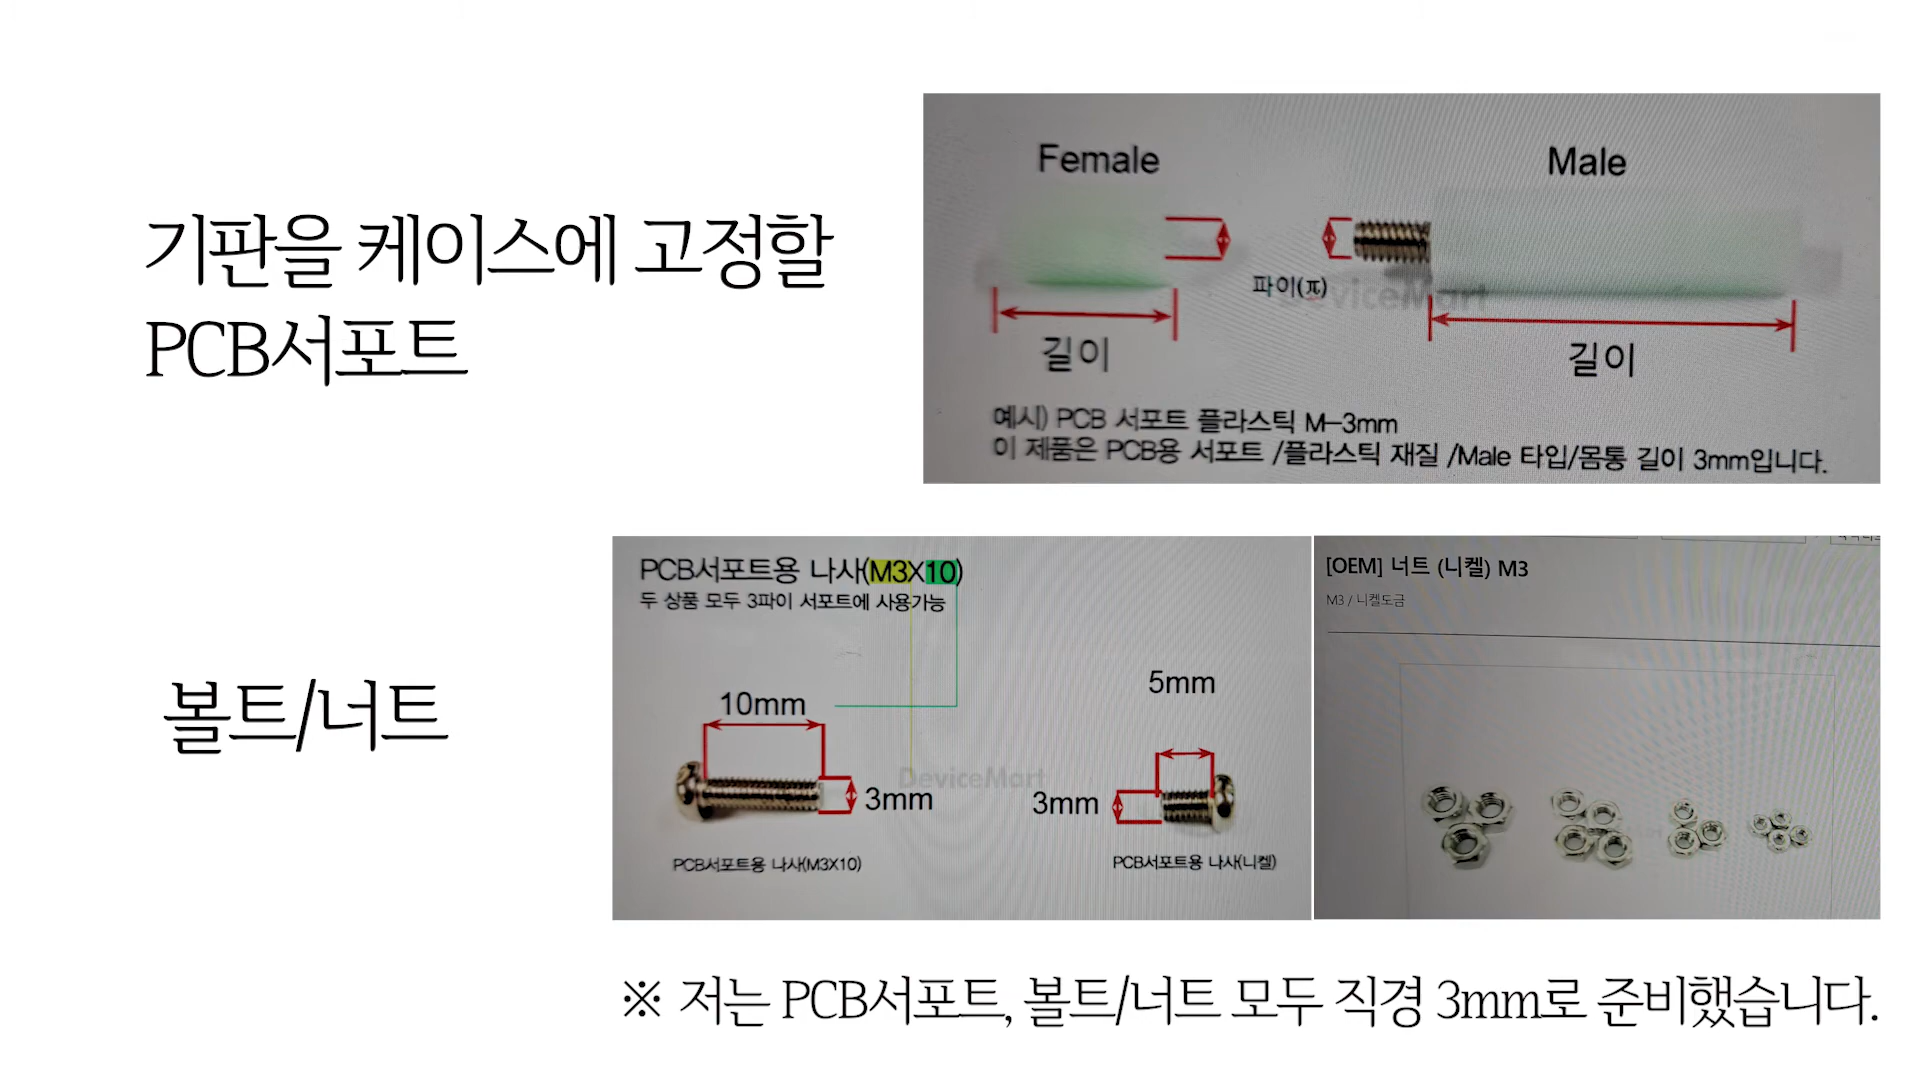 기판을 케이스에 고정할
PCB서포트
Female
Male
파이(π)
DeviceMart
길이
길이
예시) PCB 서포트 플라스틱 M-3mm
이 제품은 PCB용 서포트 /플라스틱 재질 /Male 타입/몸통 길이 3mm입니다.
볼트/너트
PCB서포트용 나사(M3X10)
두 상품 모두 3파이 서포트에 사용가능
10mm
5mm
DeviceMart
3mm
3mm
PCB서포트용 나사(M3X10)
PCB서포트용 나사(니켈)
[OEM] 너트 (니켈) M3
M3 / 니켈도금
※ 저는 PCB서포트, 볼트/너트 모두 직경 3mm로 준비했습니다.